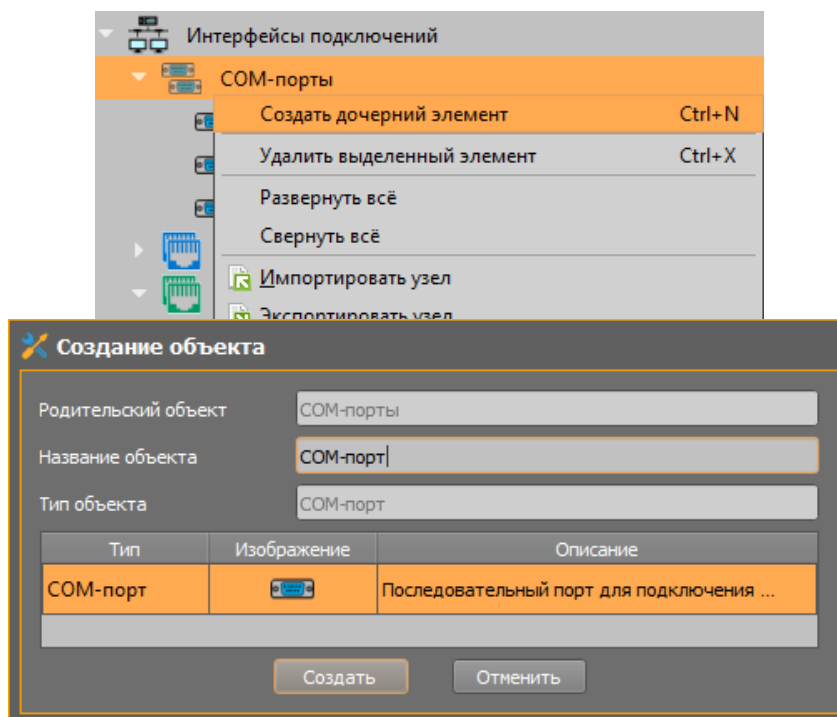 Интерфейсы подключений
COM-порты
Создать дочерний элемент Ctrl+N
Удалить выделенный элемент Ctrl+X
Развернуть всё
Свернуть всё
Импортировать узел
Экспортировать узел
Создание объекта
Родительский объект COM-порты
Название объекта COM-порт
Тип объекта COM-порт
Тип Изображение Описание
COM-порт Последовательный порт для подключения ...
Создать Отменить